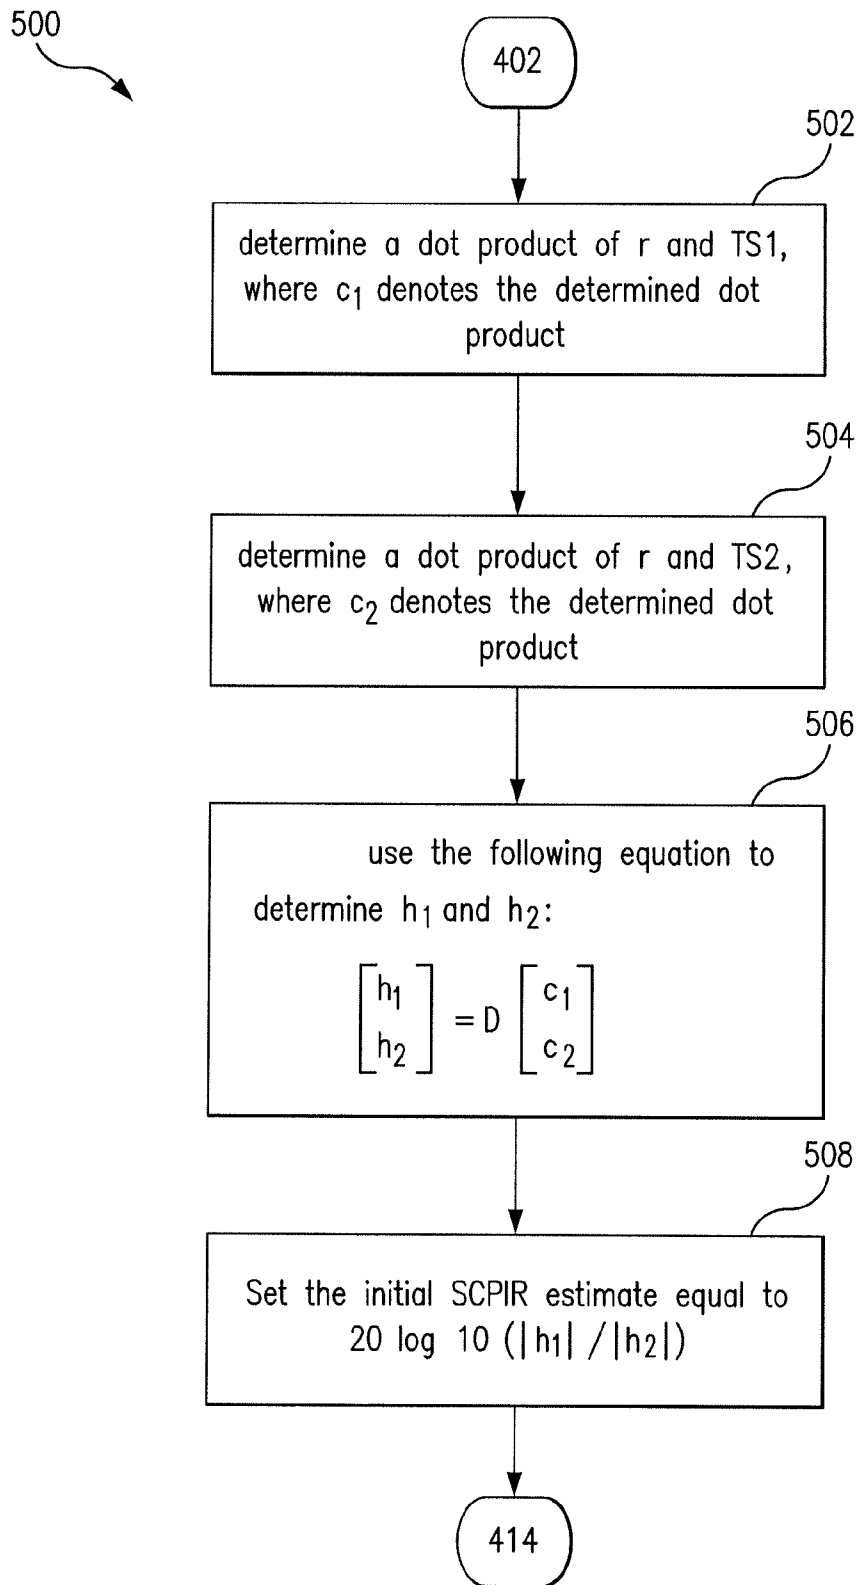 500
402
502
determine a dot product of r and TS1,
where c₁ denotes the determined dot
product
504
determine a dot product of r and TS2,
where c₂ denotes the determined dot
product
506
use the following equation to
determine h₁ and h₂:
[h₁ h₂] = D [c₁ c₂]
508
Set the initial SCPIR estimate equal to
20 log 10 (|h₁| /|h₂|)
414